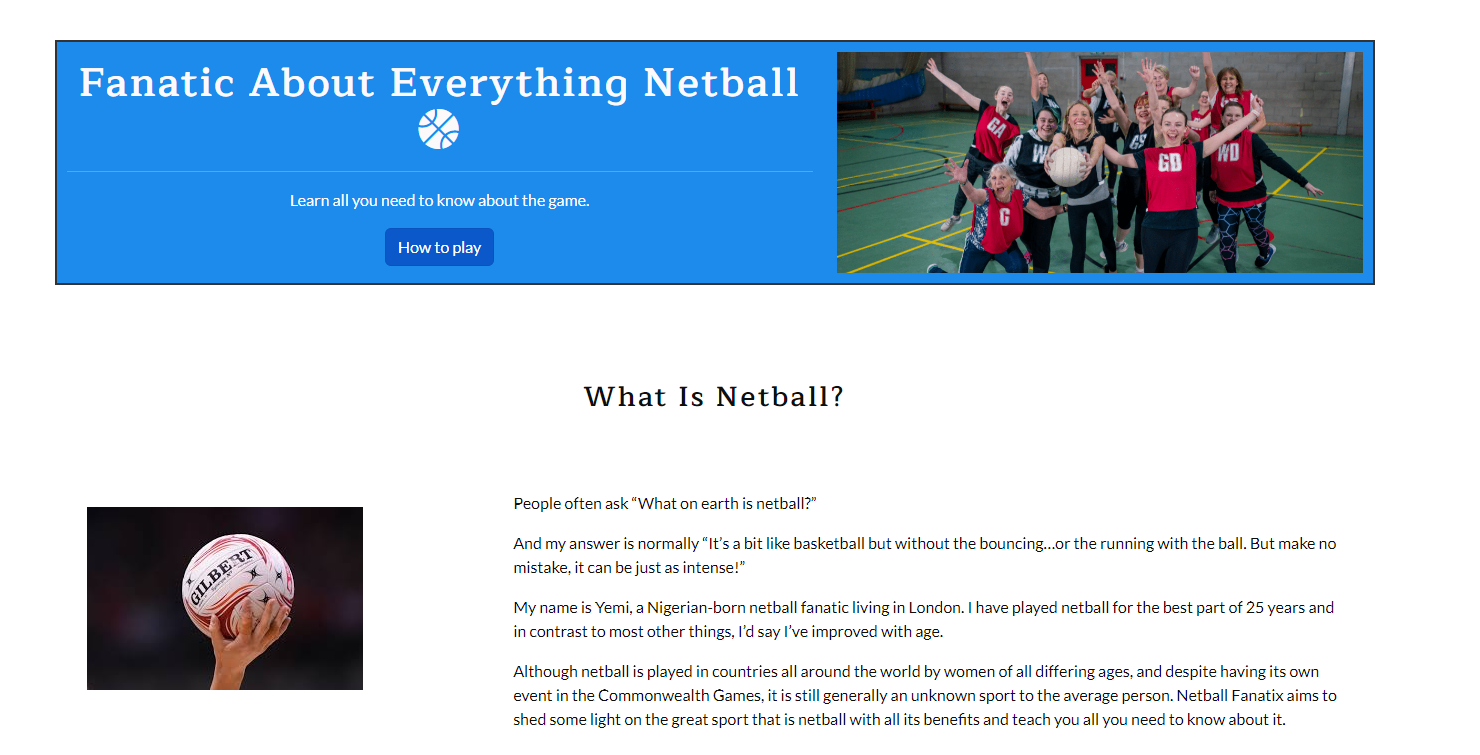 Fanatic About Everything Netball
Learn all you need to know about the game.
How to play
GA
GS
GD
WD
G
What Is Netball?
GILBERT
People often ask “What on earth is netball?”
And my answer is normally “It’s a bit like basketball but without the bouncing…or the running with the ball. But make no
mistake, it can be just as intense!”
My name is Yemi, a Nigerian-born netball fanatic living in London. I have played netball for the best part of 25 years and
in contrast to most other things, I’d say I’ve improved with age.
Although netball is played in countries all around the world by women of all differing ages, and despite having its own
event in the Commonwealth Games, it is still generally an unknown sport to the average person. Netball Fanatix aims to
shed some light on the great sport that is netball with all its benefits and teach you all you need to know about it.